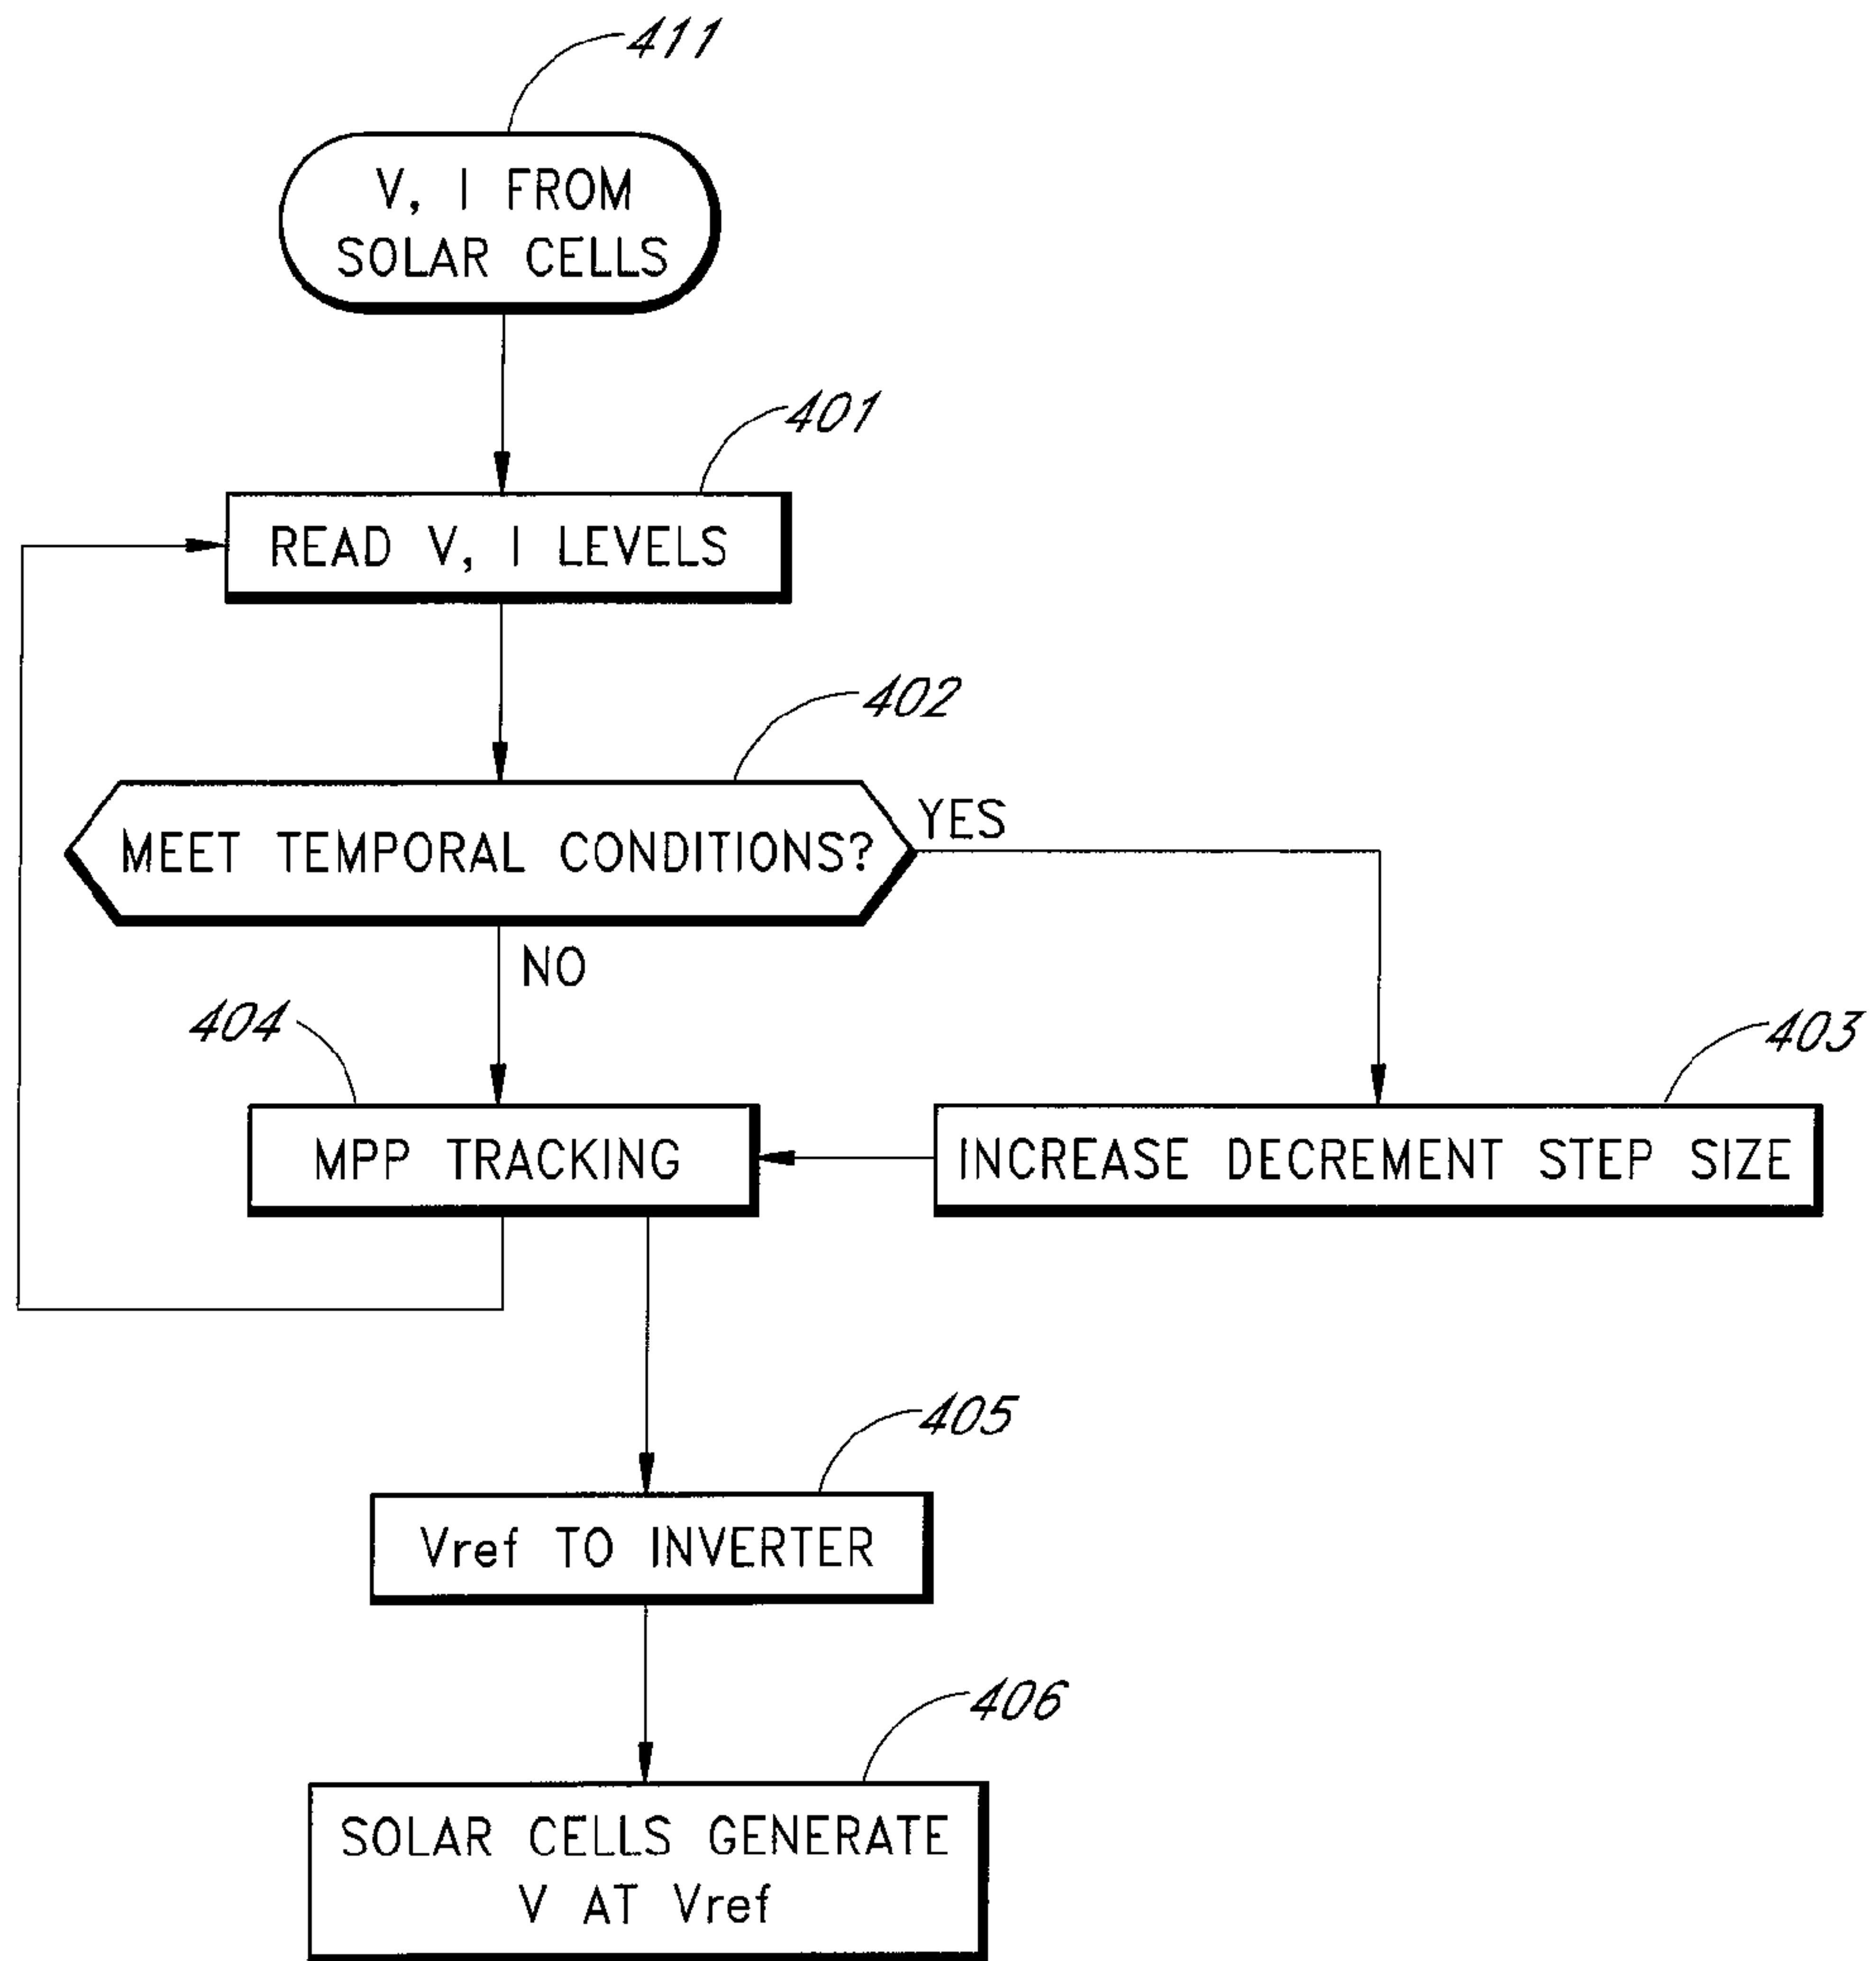 411
V, I FROM
SOLAR CELLS
401
READ V, I LEVELS
402
MEET TEMPORAL CONDITIONS?
YES
NO
404
403
MPP TRACKING
INCREASE DECREMENT STEP SIZE
405
Vref TO INVERTER
406
SOLAR CELLS GENERATE
V AT Vref